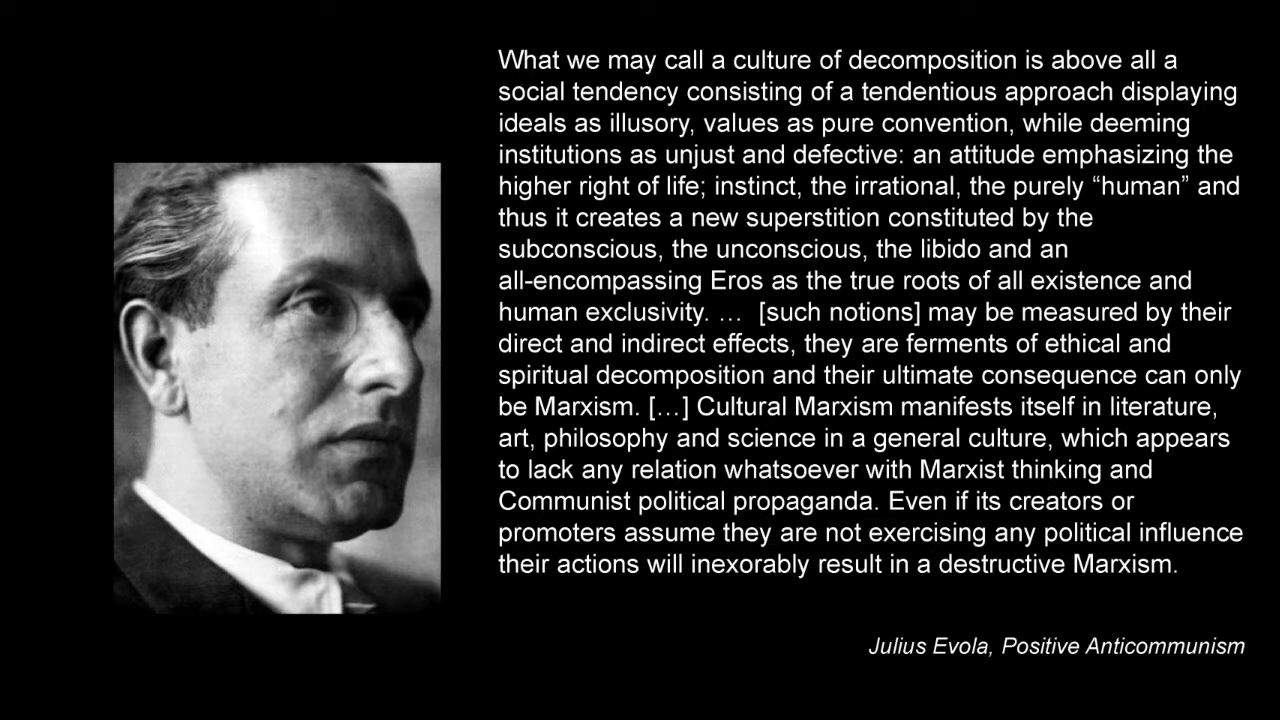 What we may call a culture of decomposition is above all a
social tendency consisting of a tendentious approach displaying
ideals as illusory, values as pure convention, while deeming
institutions as unjust and defective: an attitude emphasizing the
higher right of life; instinct, the irrational, the purely “human” and
thus it creates a new superstition constituted by the
subconscious, the unconscious, the libido and an
all-encompassing Eros as the true roots of all existence and
human exclusivity. … [such notions] may be measured by their
direct and indirect effects, they are ferments of ethical and
spiritual decomposition and their ultimate consequence can only
be Marxism. […] Cultural Marxism manifests itself in literature,
art, philosophy and science in a general culture, which appears
to lack any relation whatsoever with Marxist thinking and
Communist political propaganda. Even if its creators or
promoters assume they are not exercising any political influence
their actions will inexorably result in a destructive Marxism.
Julius Evola, Positive Anticommunism